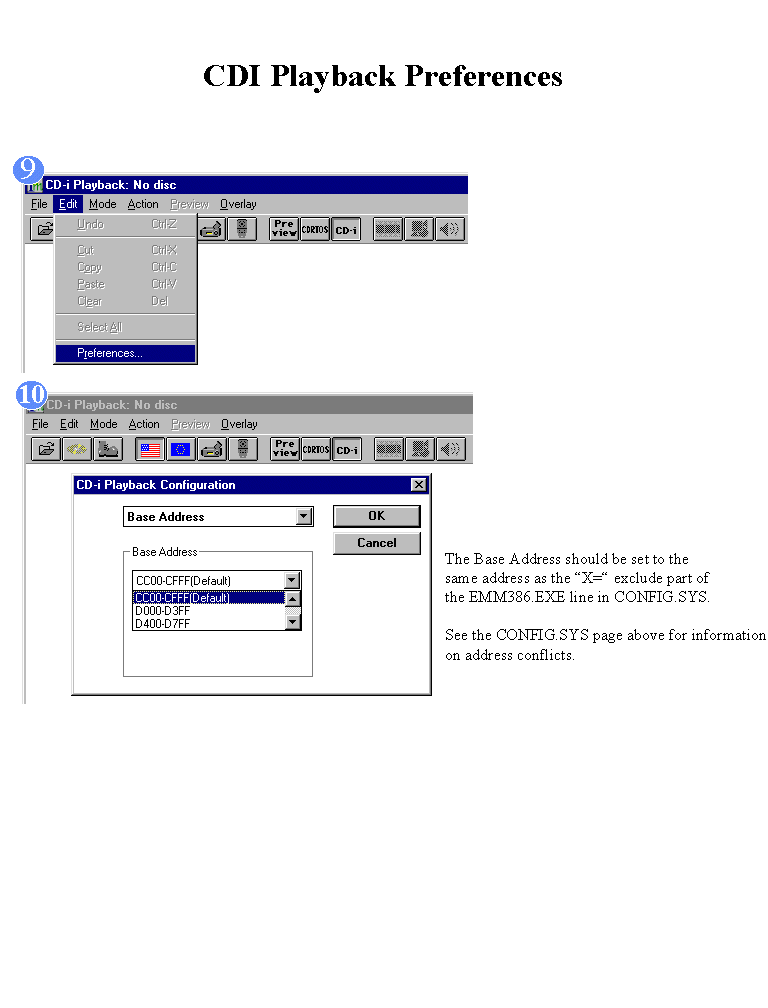 CDI Playback Preferences
9
CD-i Playback: No disc
File Edit Mode Action Preview Overlay
Pre view CDRTOS CD-i
Undo Ctrl-Z
Cut Ctrl-X
Copy Ctrl-C
Paste Ctrl-V
Clear Del
Select All
Preferences...
10
CD-i Playback: No disc
File Edit Mode Action Preview Overlay
Pre view CDRTOS CD-i
CD-i Playback Configuration
Base Address
OK
Cancel
Base Address
CC00-CFFF(Default)
CC00-CFFF(Default)
D000-D3FF
D400-D7FF
The Base Address should be set to the
same address as the “X=“ exclude part of
the EMM386.EXE line in CONFIG.SYS.
See the CONFIG.SYS page above for information
on address conflicts.